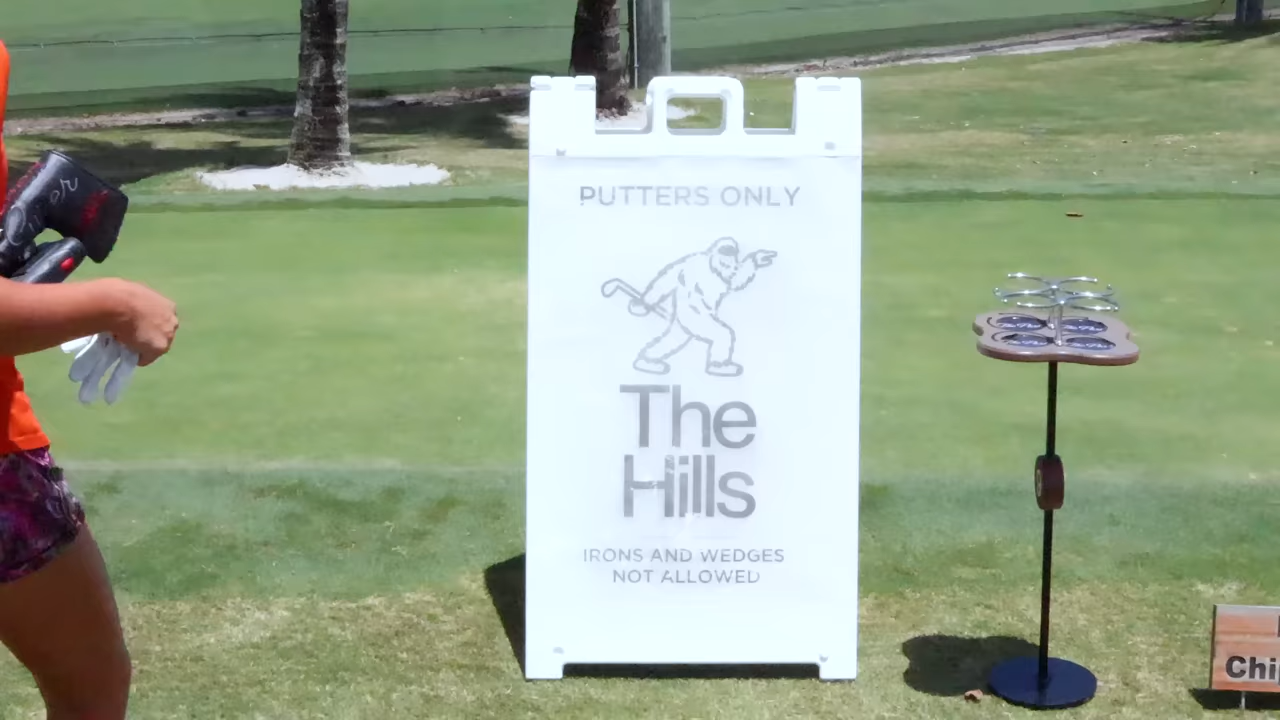 PUTTERS ONLY
The
Hills
IRONS AND WEDGES
NOT ALLOWED
Chi